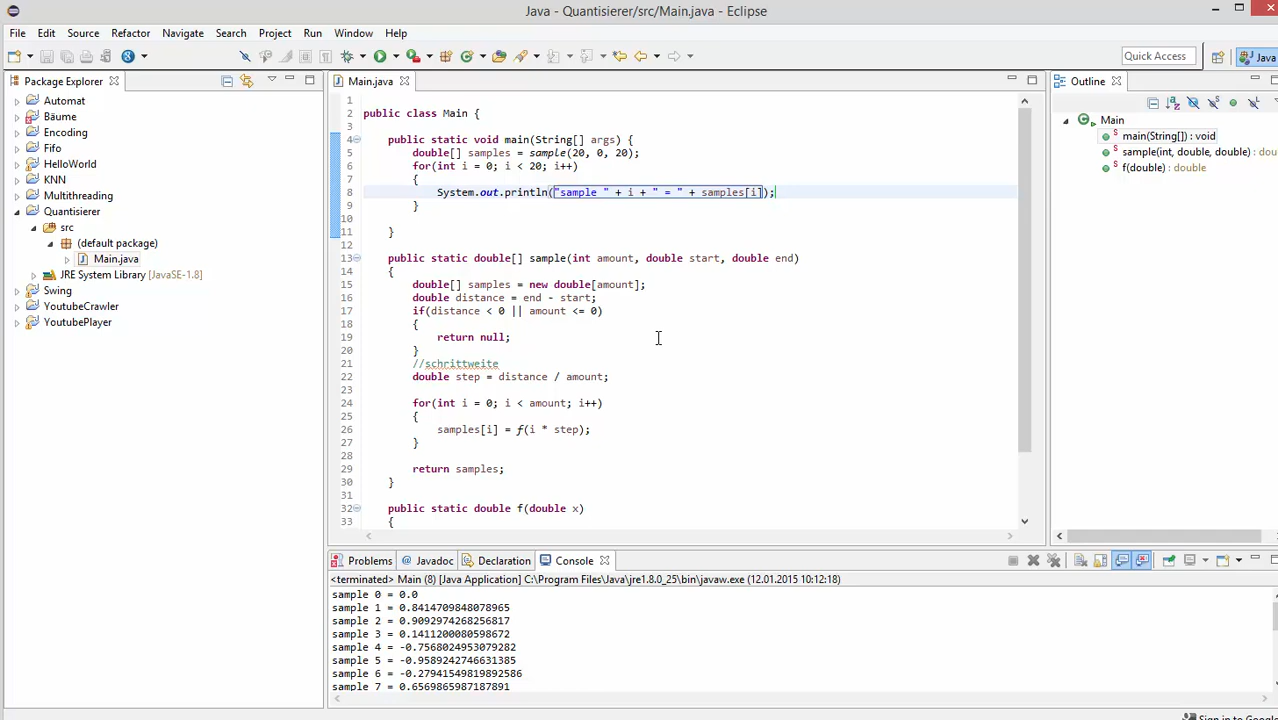 Java - Quantisierer/src/Main.java - Eclipse
File Edit Source Refactor Navigate Search Project Run Window Help
Quick Access
Java
Package Explorer
Automat
Bäume
Encoding
Fifo
HelloWorld
KNN
Multithreading
Quantisierer
src
(default package)
Main.java
JRE System Library [JavaSE-1.8]
Swing
YoutubeCrawler
YoutubePlayer
Main.java
1
2 public class Main {
3
4 public static void main(String[] args) {
5 double[] samples = sample(20, 0, 20);
6 for(int i = 0; i < 20; i++)
7 {
8 System.out.println("sample " + i + " = " + samples[i]);
9 }
10
11 }
12
13 public static double[] sample(int amount, double start, double end)
14 {
15 double[] samples = new double[amount];
16 double distance = end - start;
17 if(distance < 0 || amount <= 0)
18 {
19 return null;
20 }
21 //schrittweite
22 double step = distance / amount;
23
24 for(int i = 0; i < amount; i++)
25 {
26 samples[i] = f(i * step);
27 }
28
29 return samples;
30 }
31
32 public static double f(double x)
33 {
Outline
Main
main(String[]) : void
sample(int, double, double) : dou
f(double) : double
Problems Javadoc Declaration Console
<terminated> Main (8) [Java Application] C:\Program Files\Java\jre1.8.0_25\bin\javaw.exe (12.01.2015 10:12:18)
sample 0 = 0.0
sample 1 = 0.8414709848078965
sample 2 = 0.9092974268256817
sample 3 = 0.1411200080598672
sample 4 = -0.7568024953079282
sample 5 = -0.9589242746631385
sample 6 = -0.27941549819892586
sample 7 = 0.6569865987187891
Sign in to Google